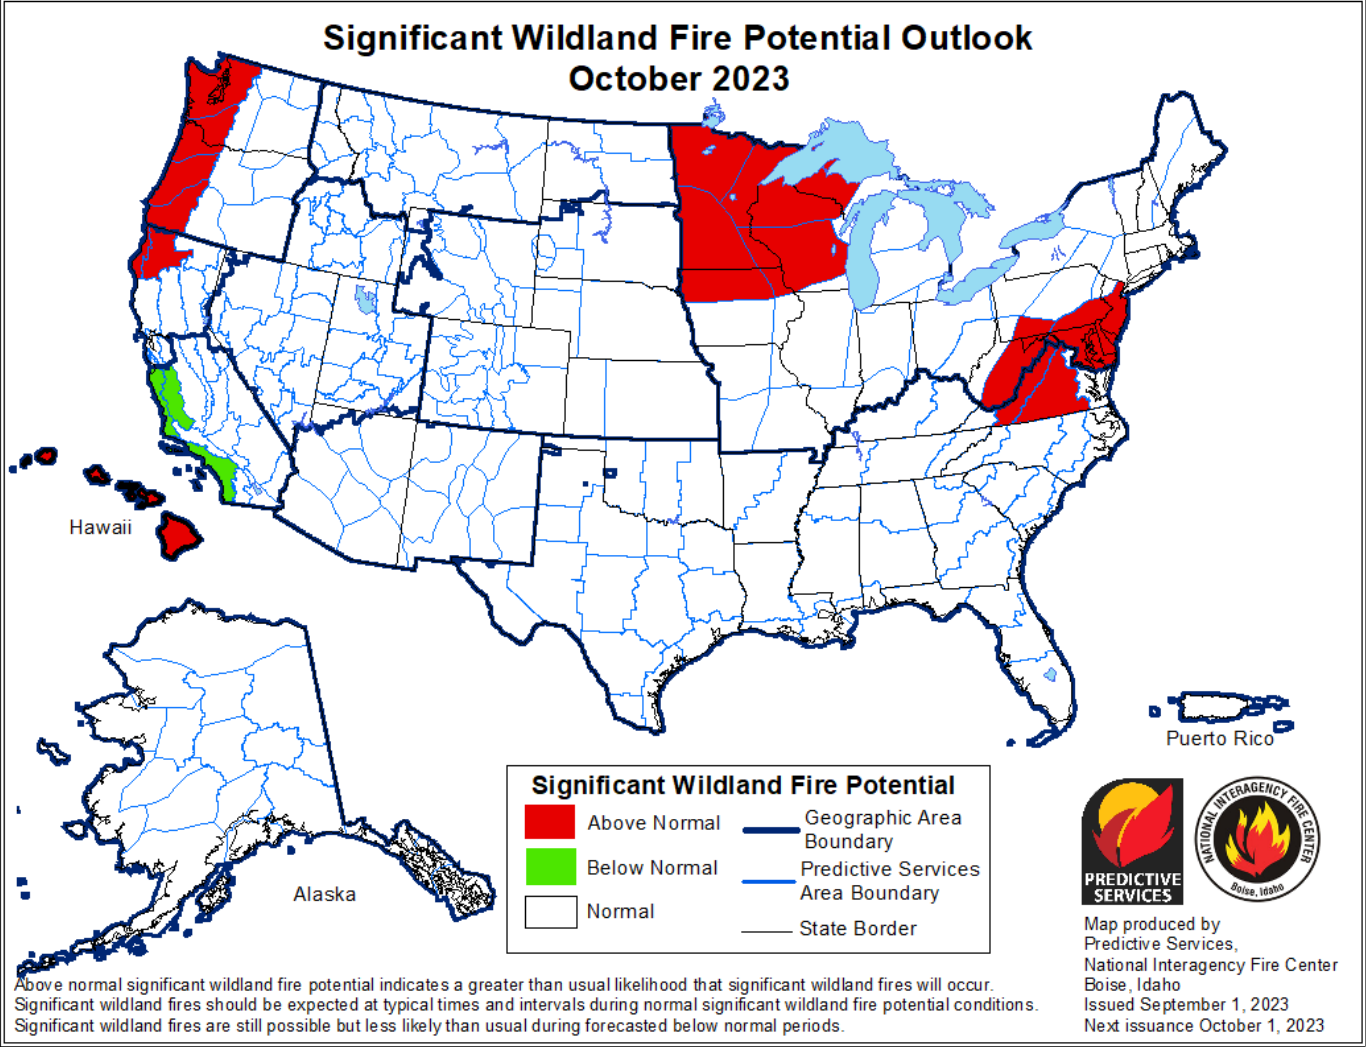 Significant Wildland Fire Potential Outlook
October 2023
Hawaii
Puerto Rico
Alaska
Significant Wildland Fire Potential
Above Normal
Below Normal
Normal
Geographic Area
Boundary
Predictive Services
Area Boundary
State Border
PREDICTIVE
SERVICES
NATIONAL INTERAGENCY FIRE CENTER
Boise, Idaho
Map produced by
Predictive Services,
National Interagency Fire Center
Boise, Idaho
Issued September 1, 2023
Next issuance October 1, 2023
Above normal significant wildland fire potential indicates a greater than usual likelihood that significant wildland fires will occur.
Significant wildland fires should be expected at typical times and intervals during normal significant wildland fire potential conditions.
Significant wildland fires are still possible but less likely than usual during forecasted below normal periods.